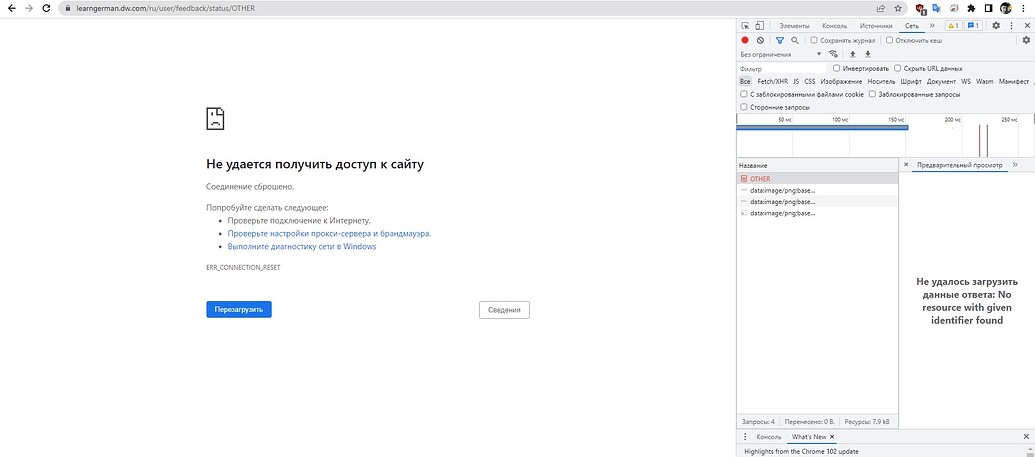 learngerman.dw.com/ru/user/feedback/status/OTHER
Не удается получить доступ к сайту
Соединение сброшено.
Попробуйте сделать следующее:
Проверьте подключение к Интернету.
Проверьте настройки прокси-сервера и брандмауэра.
Выполните диагностику сети в Windows
ERR_CONNECTION_RESET
Перезагрузить
Сведения
Элементы Консоль Источники Сеть » 1 1
Сохранять журнал Отключить кеш
Без ограничения
Фильтр Инвертировать Скрыть URL данных
Все Fetch/XHR JS CSS Изображение Носитель Шрифт Документ WS Wasm Манифест
С заблокированными файлами cookie Заблокированные запросы
Сторонние запросы
50 мс 100 мс 150 мс 200 мс 250 мс
Название
OTHER
data:image/png;base...
data:image/png;base...
data:image/png;base...
× Предварительный просмотр »
Не удалось загрузить
данные ответа: No
resource with given
identifier found
Запросы: 4 Перенесено: 0 B. Ресурсы: 7.9 kB
Консоль What's New ×
Highlights from the Chrome 102 update